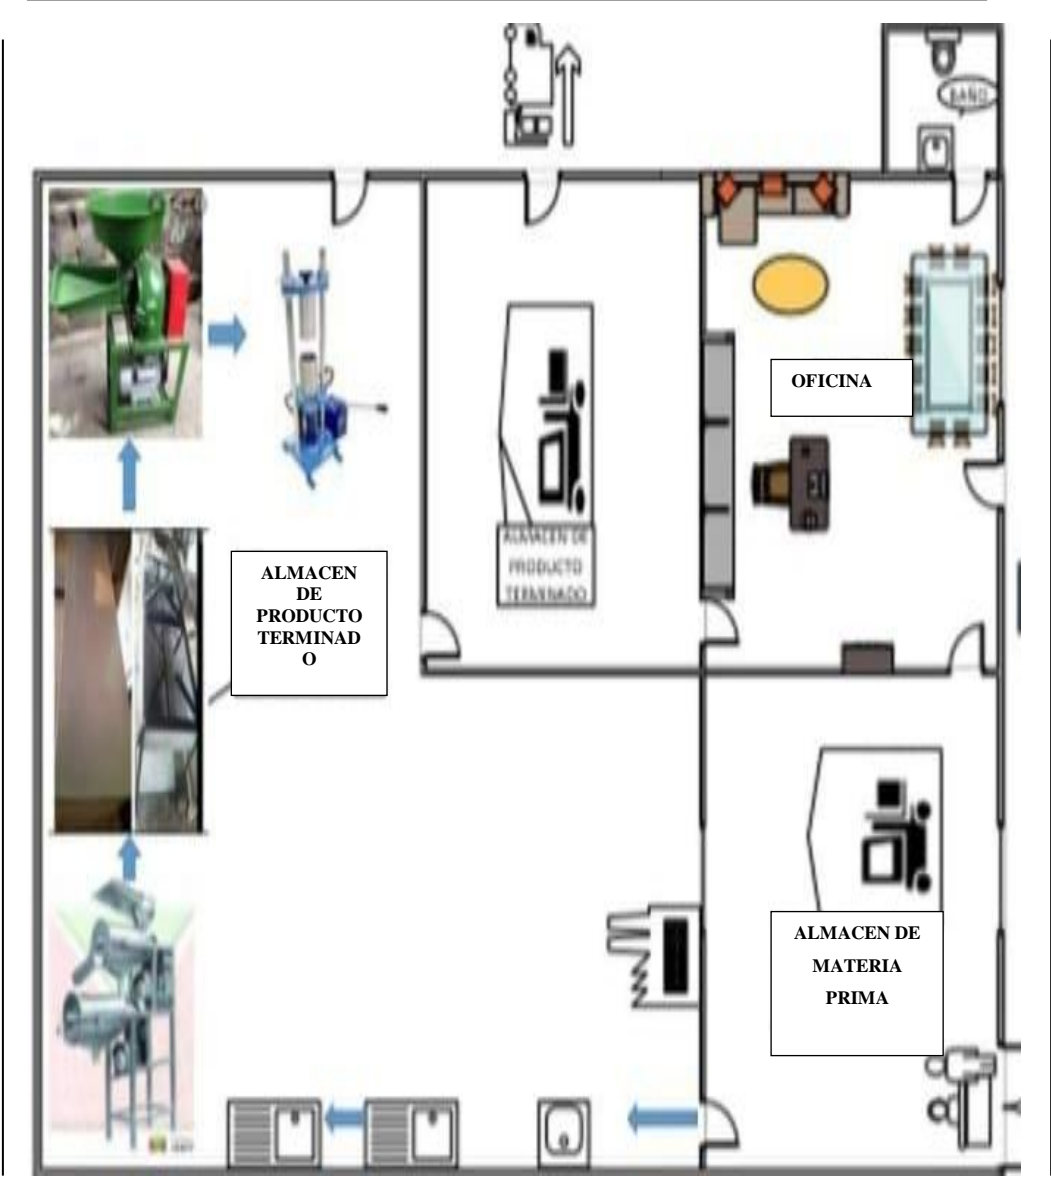 BAÑO
OFICINA
ALMACEN DE
PRODUCTO
TERMINADO
ALMACEN
DE
PRODUCTO
TERMINAD
O
ALMACEN DE
MATERIA
PRIMA